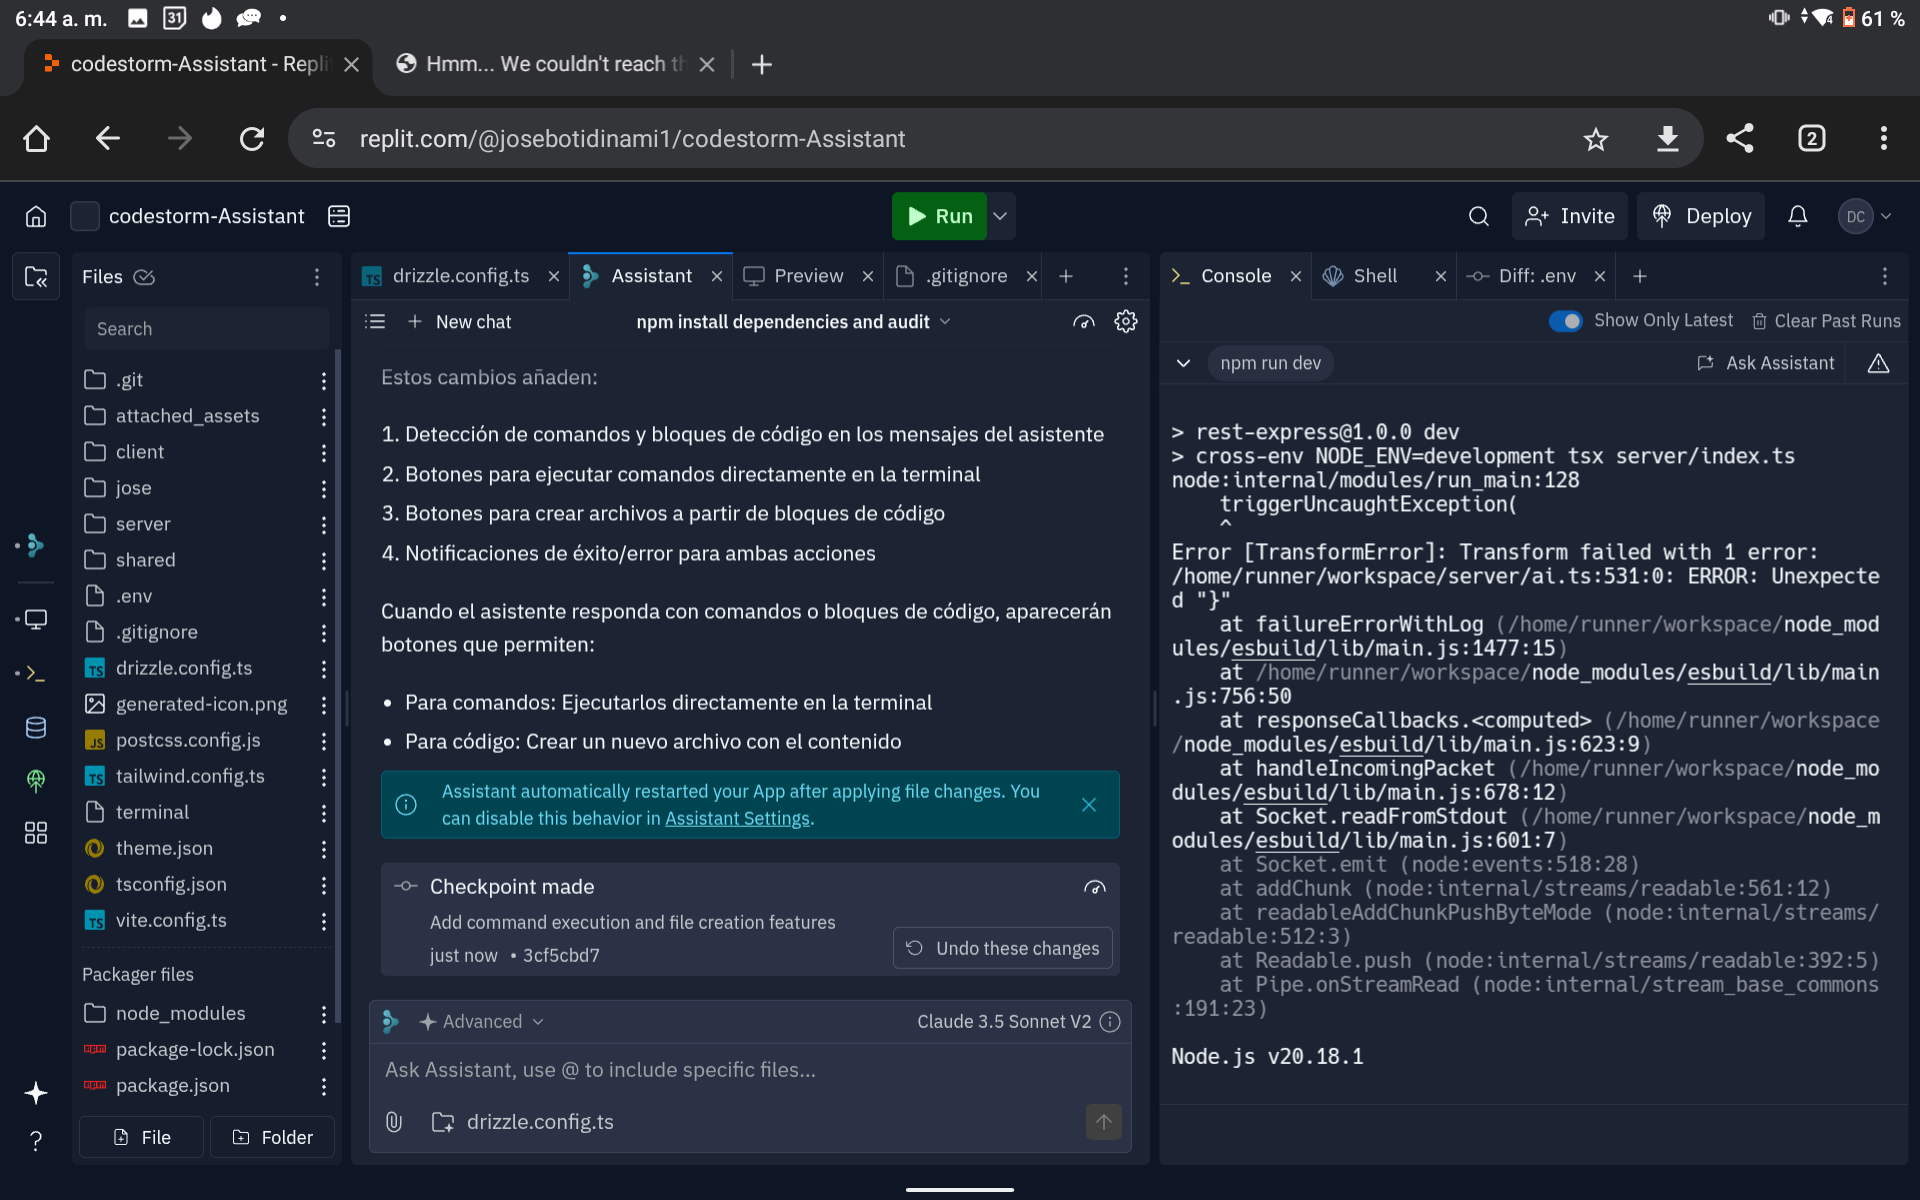 6:44 a. m.
31
61 %
codestorm-Assistant - Repli
Hmm... We couldn't reach th
replit.com/@josebotidinami1/codestorm-Assistant
2
codestorm-Assistant
Run
Invite
Deploy
DC
Files
Search
.git
attached_assets
client
jose
server
shared
.env
.gitignore
TS drizzle.config.ts
generated-icon.png
JS postcss.config.js
TS tailwind.config.ts
terminal
theme.json
tsconfig.json
TS vite.config.ts
Packager files
node_modules
package-lock.json
package.json
File
Folder
TS drizzle.config.ts
Assistant
Preview
.gitignore
New chat
npm install dependencies and audit
Estos cambios añaden:
1. Detección de comandos y bloques de código en los mensajes del asistente
2. Botones para ejecutar comandos directamente en la terminal
3. Botones para crear archivos a partir de bloques de código
4. Notificaciones de éxito/error para ambas acciones
Cuando el asistente responda con comandos o bloques de código, aparecerán
botones que permiten:
• Para comandos: Ejecutarlos directamente en la terminal
• Para código: Crear un nuevo archivo con el contenido
Assistant automatically restarted your App after applying file changes. You
can disable this behavior in Assistant Settings.
Checkpoint made
Add command execution and file creation features
just now • 3cf5cbd7
Undo these changes
Advanced
Claude 3.5 Sonnet V2
Ask Assistant, use @ to include specific files...
drizzle.config.ts
Console
Shell
Diff: .env
Show Only Latest
Clear Past Runs
npm run dev
Ask Assistant
> rest-express@1.0.0 dev
> cross-env NODE_ENV=development tsx server/index.ts
node:internal/modules/run_main:128
triggerUncaughtException(
^
Error [TransformError]: Transform failed with 1 error:
/home/runner/workspace/server/ai.ts:531:0: ERROR: Unexpecte
d "}"
at failureErrorWithLog (/home/runner/workspace/node_mod
ules/esbuild/lib/main.js:1477:15)
at /home/runner/workspace/node_modules/esbuild/lib/main
.js:756:50
at responseCallbacks.<computed> (/home/runner/workspace
/node_modules/esbuild/lib/main.js:623:9)
at handleIncomingPacket (/home/runner/workspace/node_mo
dules/esbuild/lib/main.js:678:12)
at Socket.readFromStdout (/home/runner/workspace/node_m
odules/esbuild/lib/main.js:601:7)
at Socket.emit (node:events:518:28)
at addChunk (node:internal/streams/readable:561:12)
at readableAddChunkPushByteMode (node:internal/streams/
readable:512:3)
at Readable.push (node:internal/streams/readable:392:5)
at Pipe.onStreamRead (node:internal/stream_base_commons
:191:23)
Node.js v20.18.1